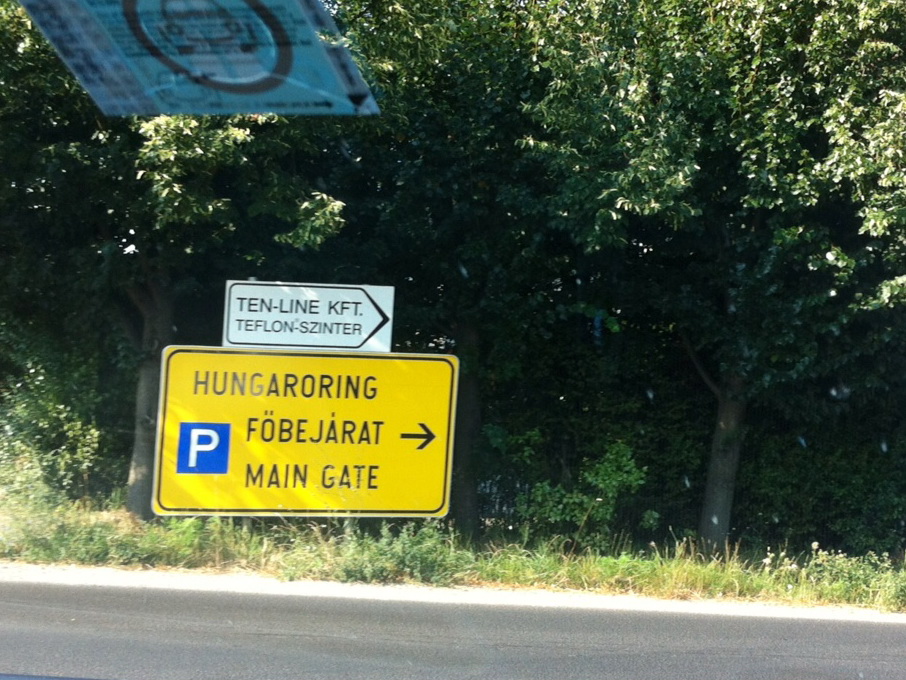 TEN-LINE KFT.
TEFLON-SZINTER
HUNGARORING
P
FÖBEJÁRAT
MAIN GATE